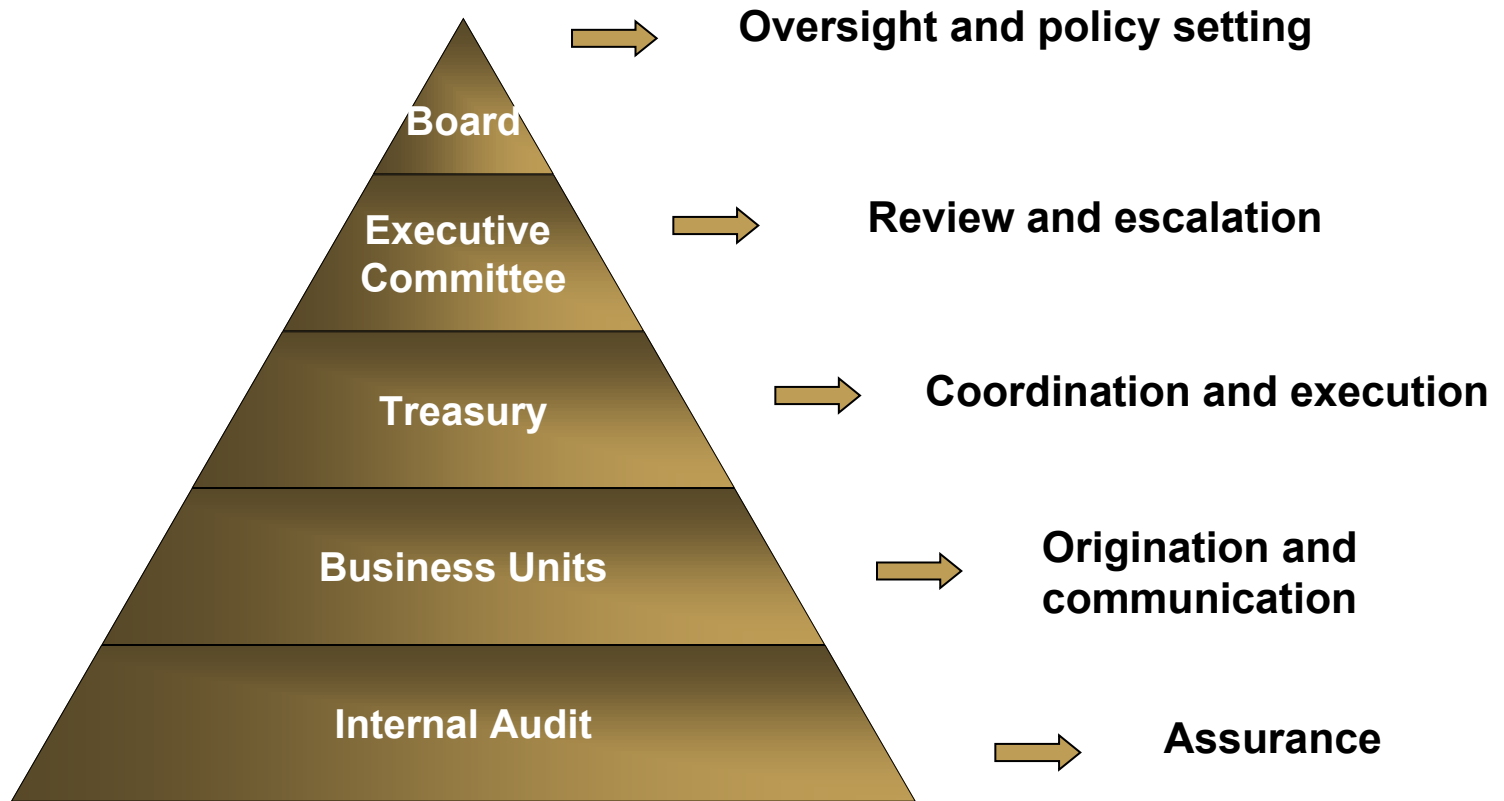 Oversight and policy setting
Board
Review and escalation
Executive
Committee
Coordination and execution
Treasury
Origination and
communication
Business Units
Internal Audit
Assurance